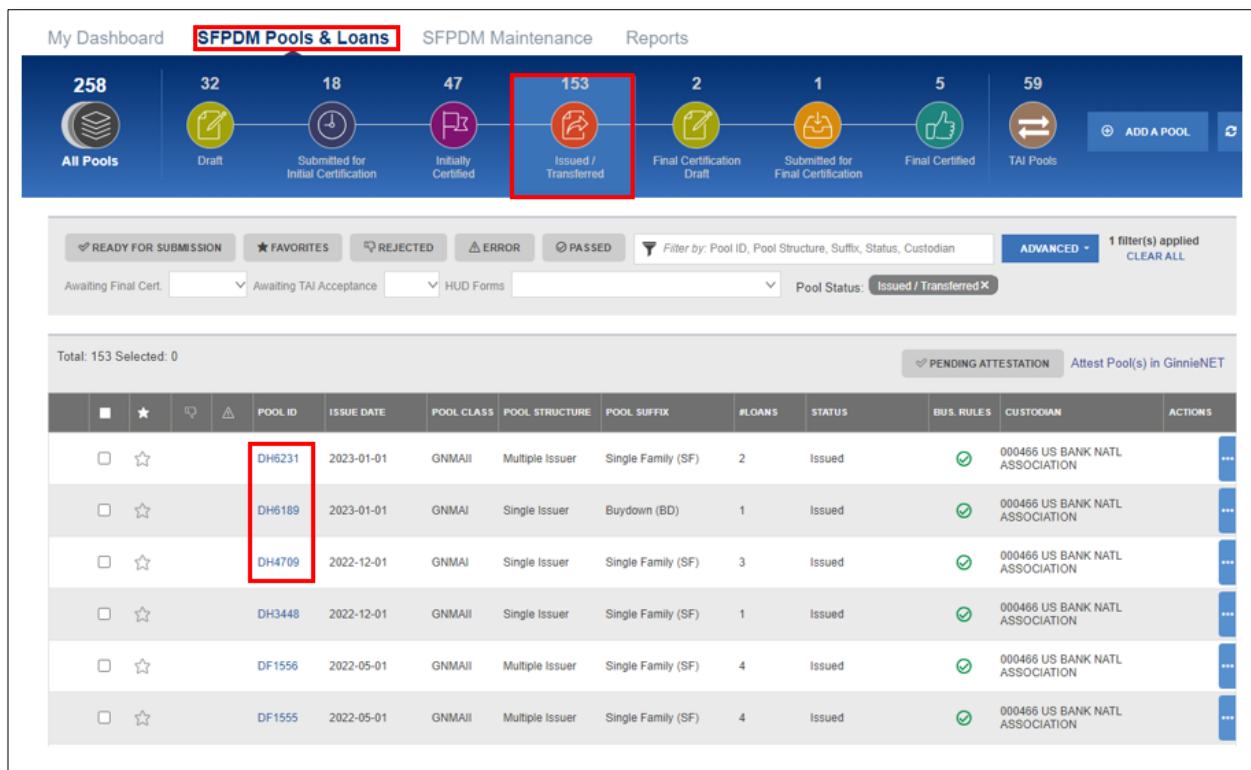 My Dashboard SFPDM Pools & Loans SFPDM Maintenance Reports
258 32 18 47 153 2 1 5 59
ADD A POOL
All Pools Draft Submitted for Initial Certification Initially Certified Issued / Transferred Final Certification Draft Submitted for Final Certification Final Certified TAI Pools
READY FOR SUBMISSION FAVORITES REJECTED ERROR PASSED Filter by: Pool ID, Pool Structure, Suffix, Status, Custodian ADVANCED 1 filter(s) applied
CLEAR ALL
Awaiting Final Cert. Awaiting TAI Acceptance HUD Forms Pool Status: Issued / Transferred X
Total: 153 Selected: 0
PENDING ATTESTATION Attest Pool(s) in GinnieNET
POOL ID ISSUE DATE POOL CLASS POOL STRUCTURE POOL SUFFIX #LOANS STATUS BUS. RULES CUSTODIAN ACTIONS
DH6231 2023-01-01 GNMAII Multiple Issuer Single Family (SF) 2 Issued 000466 US BANK NATL ASSOCIATION
DH6189 2023-01-01 GNMAI Single Issuer Buydown (BD) 1 Issued 000466 US BANK NATL ASSOCIATION
DH4709 2022-12-01 GNMAI Single Issuer Single Family (SF) 3 Issued 000466 US BANK NATL ASSOCIATION
DH3448 2022-12-01 GNMAII Single Issuer Single Family (SF) 1 Issued 000466 US BANK NATL ASSOCIATION
DF1556 2022-05-01 GNMAII Multiple Issuer Single Family (SF) 4 Issued 000466 US BANK NATL ASSOCIATION
DF1555 2022-05-01 GNMAII Multiple Issuer Single Family (SF) 4 Issued 000466 US BANK NATL ASSOCIATION